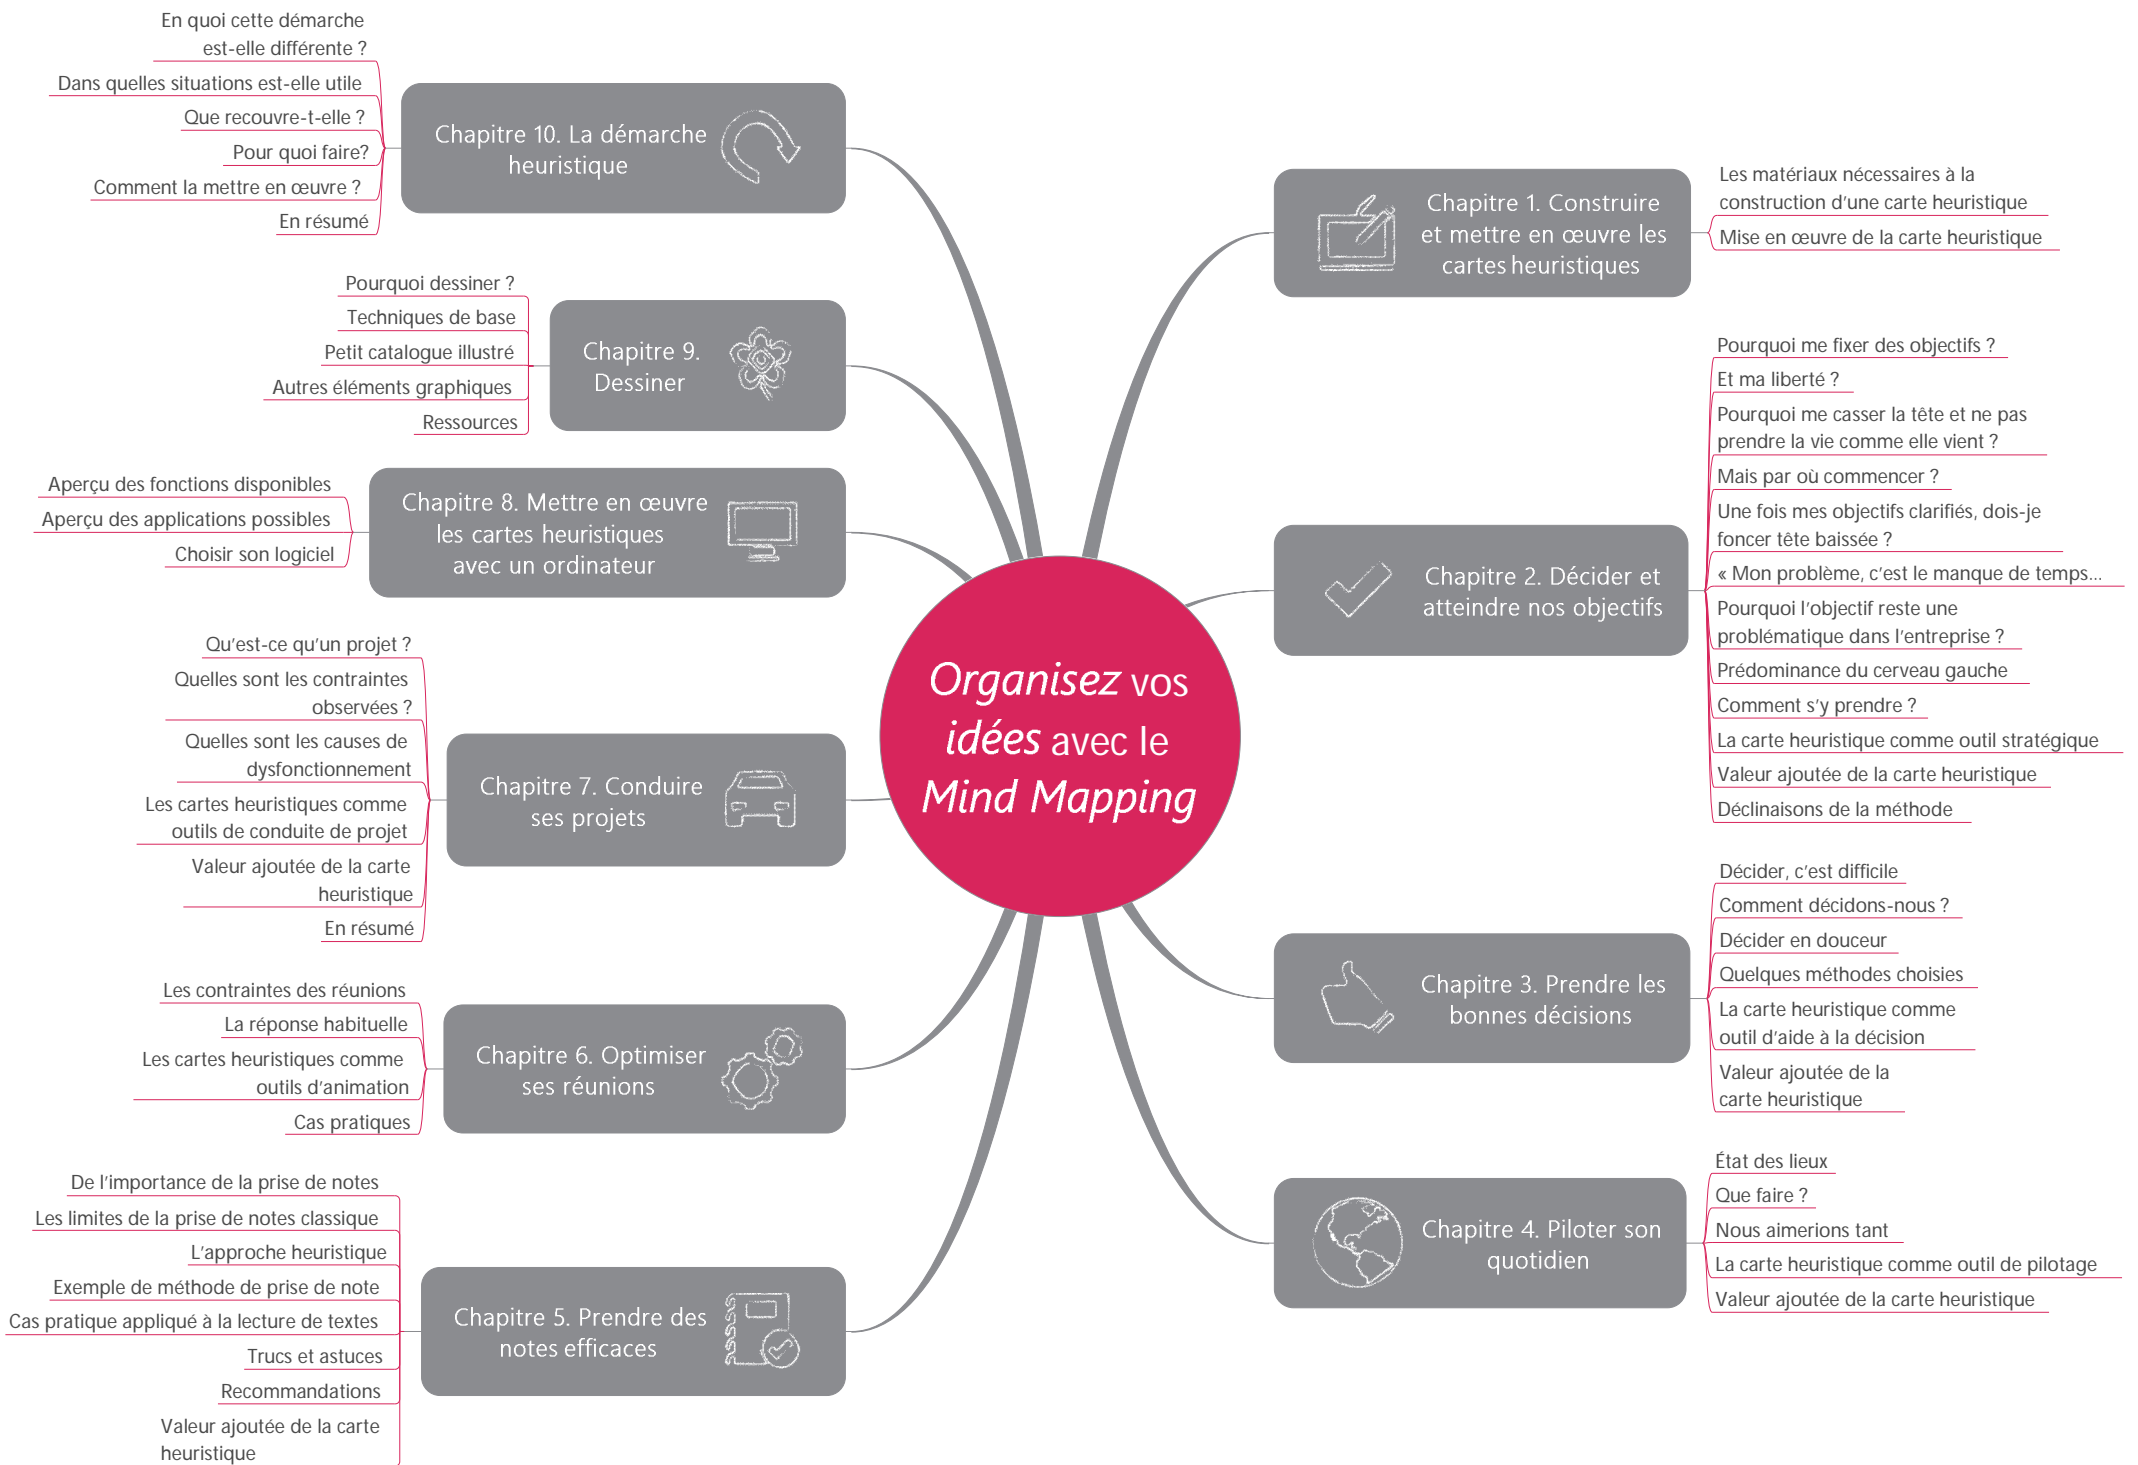 Organisez vos
idées avec le
Mind Mapping
Chapitre 1. Construire
et mettre en œuvre les
cartes heuristiques
Les matériaux nécessaires à la
construction d'une carte heuristique
Mise en œuvre de la carte heuristique
Chapitre 2. Décider et
atteindre nos objectifs
Pourquoi me fixer des objectifs ?
Et ma liberté ?
Pourquoi me casser la tête et ne pas
prendre la vie comme elle vient ?
Mais par où commencer ?
Une fois mes objectifs clarifiés, dois-je
foncer tête baissée ?
« Mon problème, c'est le manque de temps...
Pourquoi l'objectif reste une
problématique dans l'entreprise ?
Prédominance du cerveau gauche
Comment s'y prendre ?
La carte heuristique comme outil stratégique
Valeur ajoutée de la carte heuristique
Déclinaisons de la méthode
Chapitre 3. Prendre les
bonnes décisions
Décider, c'est difficile
Comment décidons-nous ?
Décider en douceur
Quelques méthodes choisies
La carte heuristique comme
outil d'aide à la décision
Valeur ajoutée de la
carte heuristique
Chapitre 4. Piloter son
quotidien
État des lieux
Que faire ?
Nous aimerions tant
La carte heuristique comme outil de pilotage
Valeur ajoutée de la carte heuristique
Chapitre 5. Prendre des
notes efficaces
De l'importance de la prise de notes
Les limites de la prise de notes classique
L'approche heuristique
Exemple de méthode de prise de note
Cas pratique appliqué à la lecture de textes
Trucs et astuces
Recommandations
Valeur ajoutée de la carte
heuristique
Chapitre 6. Optimiser
ses réunions
Les contraintes des réunions
La réponse habituelle
Les cartes heuristiques comme
outils d'animation
Cas pratiques
Chapitre 7. Conduire
ses projets
Qu'est-ce qu'un projet ?
Quelles sont les contraintes
observées ?
Quelles sont les causes de
dysfonctionnement
Les cartes heuristiques comme
outils de conduite de projet
Valeur ajoutée de la carte
heuristique
En résumé
Chapitre 8. Mettre en œuvre
les cartes heuristiques
avec un ordinateur
Aperçu des fonctions disponibles
Aperçu des applications possibles
Choisir son logiciel
Chapitre 9.
Dessiner
Pourquoi dessiner ?
Techniques de base
Petit catalogue illustré
Autres éléments graphiques
Ressources
Chapitre 10. La démarche
heuristique
En quoi cette démarche
est-elle différente ?
Dans quelles situations est-elle utile
Que recouvre-t-elle ?
Pour quoi faire?
Comment la mettre en œuvre ?
En résumé